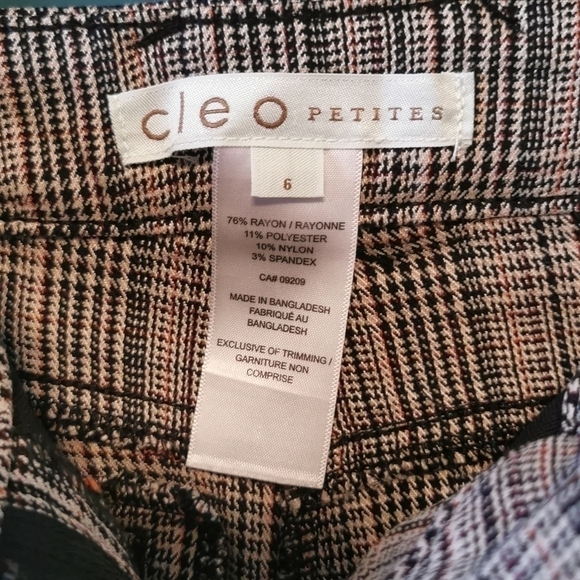 cleo PETITES
6
76% RAYON / RAYONNE
11% POLYESTER
10% NYLON
3% SPANDEX
CA# 09209
MADE IN BANGLADESH
FABRIQUÉ AU
BANGLADESH
EXCLUSIVE OF TRIMMING /
GARNITURE NON
COMPRISE